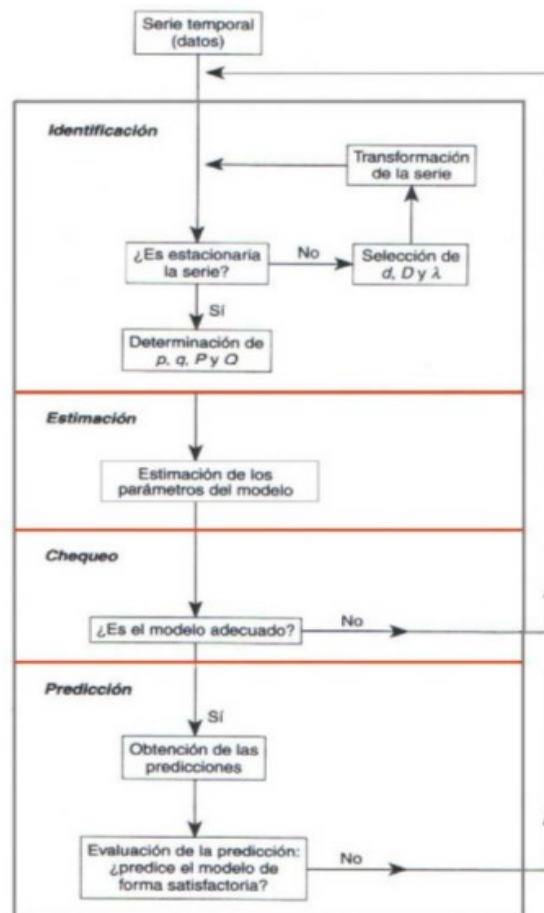 Serie temporal
(datos)
Identificación
Transformación
de la serie
¿Es estacionaria
la serie?
No
Selección de
d, D y λ
Sí
Determinación de
p, q, P y Q
Estimación
Estimación de los
parámetros del modelo
Chequeo
¿Es el modelo adecuado?
No
Predicción
Sí
Obtención de las
predicciones
Evaluación de la predicción:
¿predice el modelo de
forma satisfactoria?
No